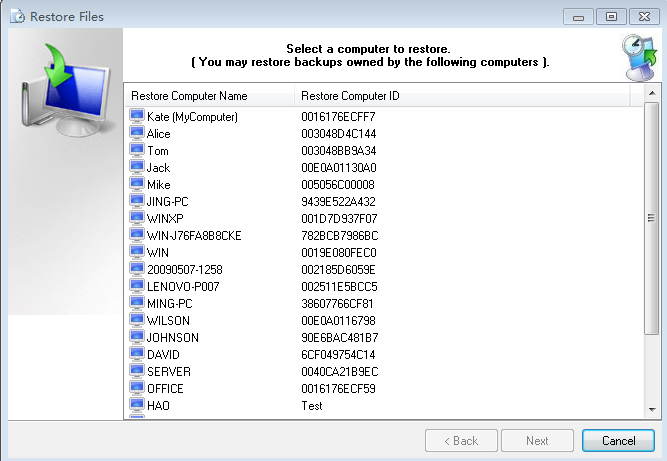 Restore Files
Select a computer to restore.
( You may restore backups owned by the following computers ).
Restore Computer Name Restore Computer ID
Kate (MyComputer) 0016176ECFF7
Alice 003048D4C144
Tom 003048BB9A34
Jack 00E0A01130A0
Mike 005056C00008
JING-PC 9439E522A432
WINXP 001D7D937F07
WIN-J76FA8B8CKE 782BCB7986BC
WIN 0019E080FEC0
20090507-1258 002185D6059E
LENOVO-P007 002511E5BCC5
MING-PC 38607766CF81
WILSON 00E0A0116798
JOHNSON 90E6BAC481B7
DAVID 6CF049754C14
SERVER 0040CA21B9EC
OFFICE 0016176ECF59
HAO Test
< Back Next Cancel